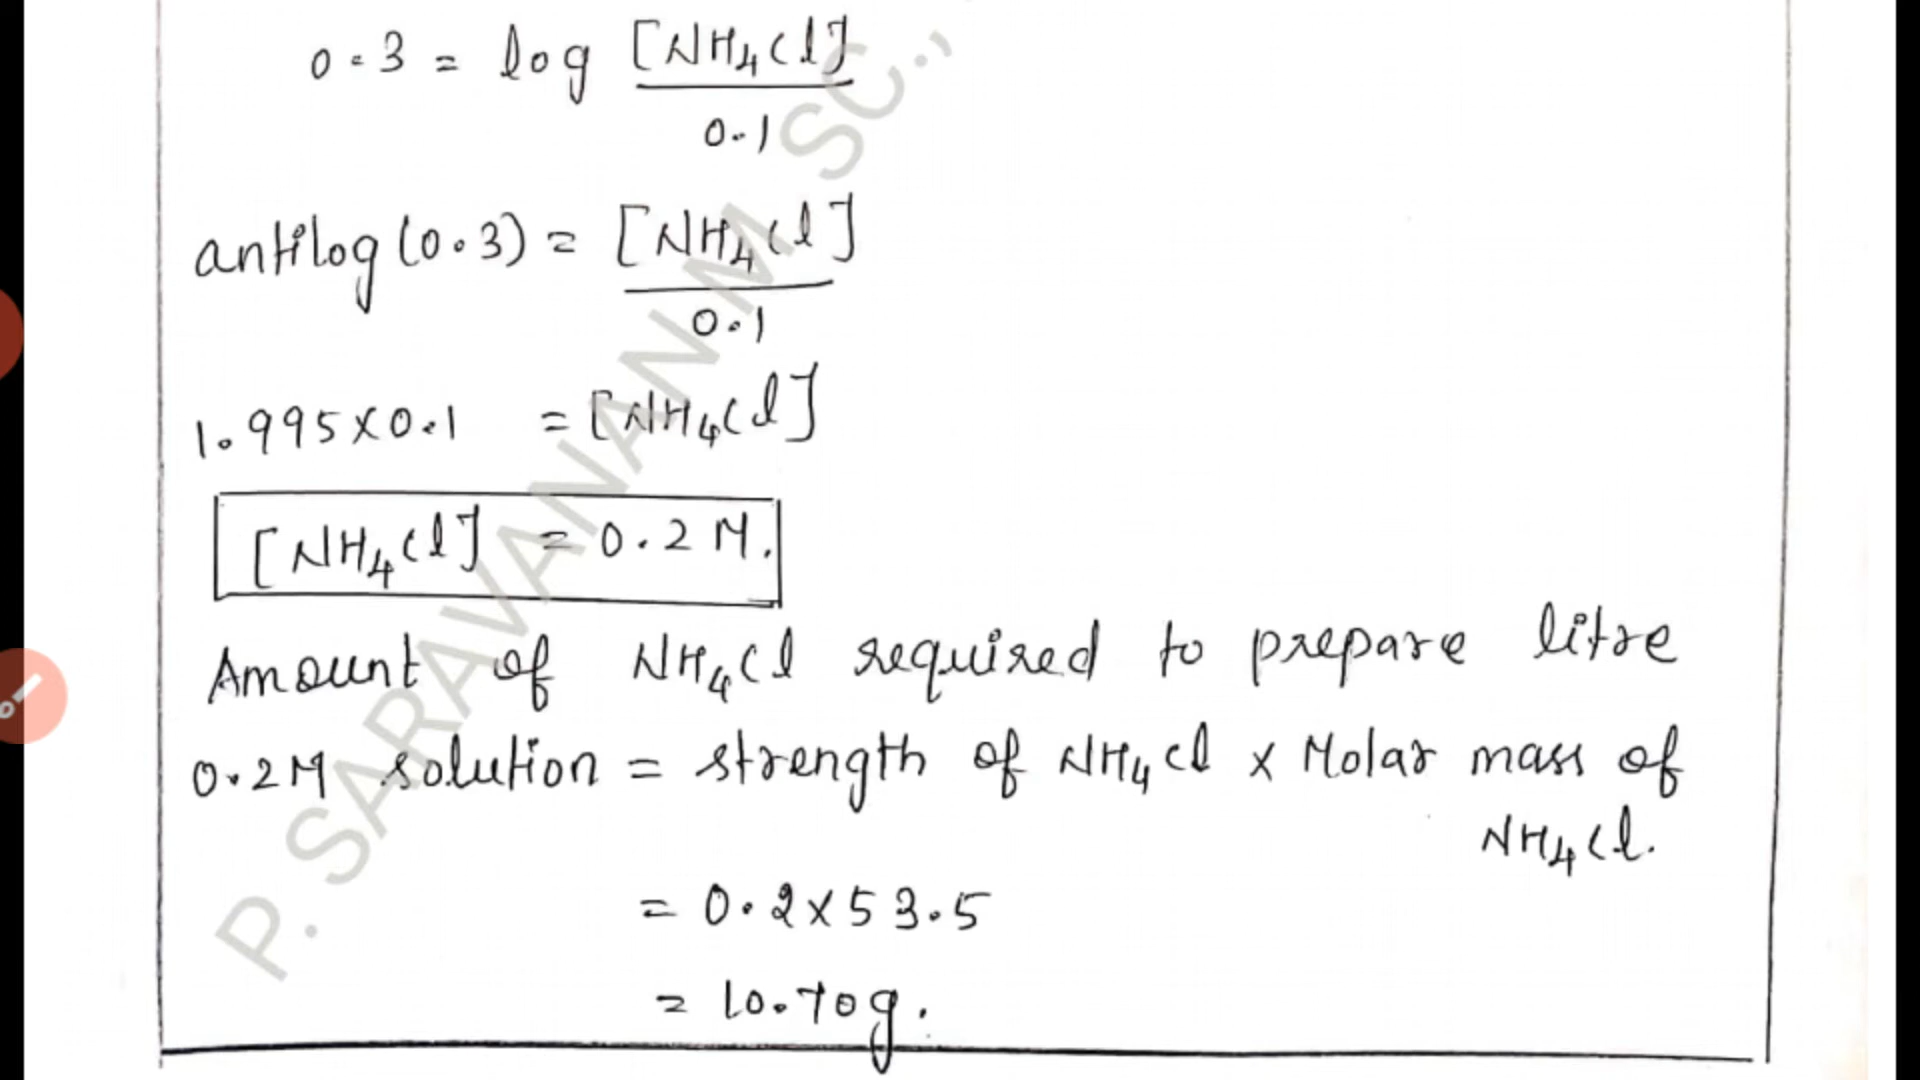 0.3 = log [NH4Cl]
0.1
antilog (0.3) = [NH4Cl]
0.1
1.995 x 0.1 = [NH4Cl]
[NH4Cl] = 0.2 M.
Amount of NH4Cl required to prepare litre
0.2M solution = strength of NH4Cl x Molar mass of
NH4Cl.
= 0.2 x 53.5
= 10.70g.
P. SARAVANAN.M SC.,